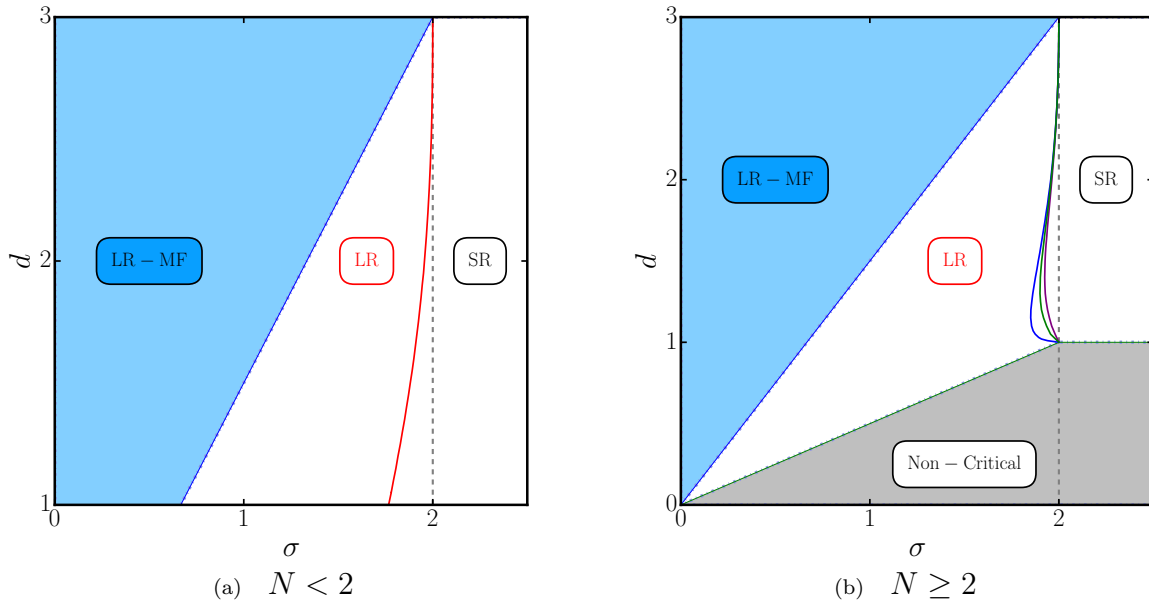 3
2
1
d
LR – MF
LR
SR
0
1
2
σ
(a) N < 2
3
2
1
0
d
LR – MF
LR
SR
Non – Critical
0
1
2
σ
(b) N ≥ 2